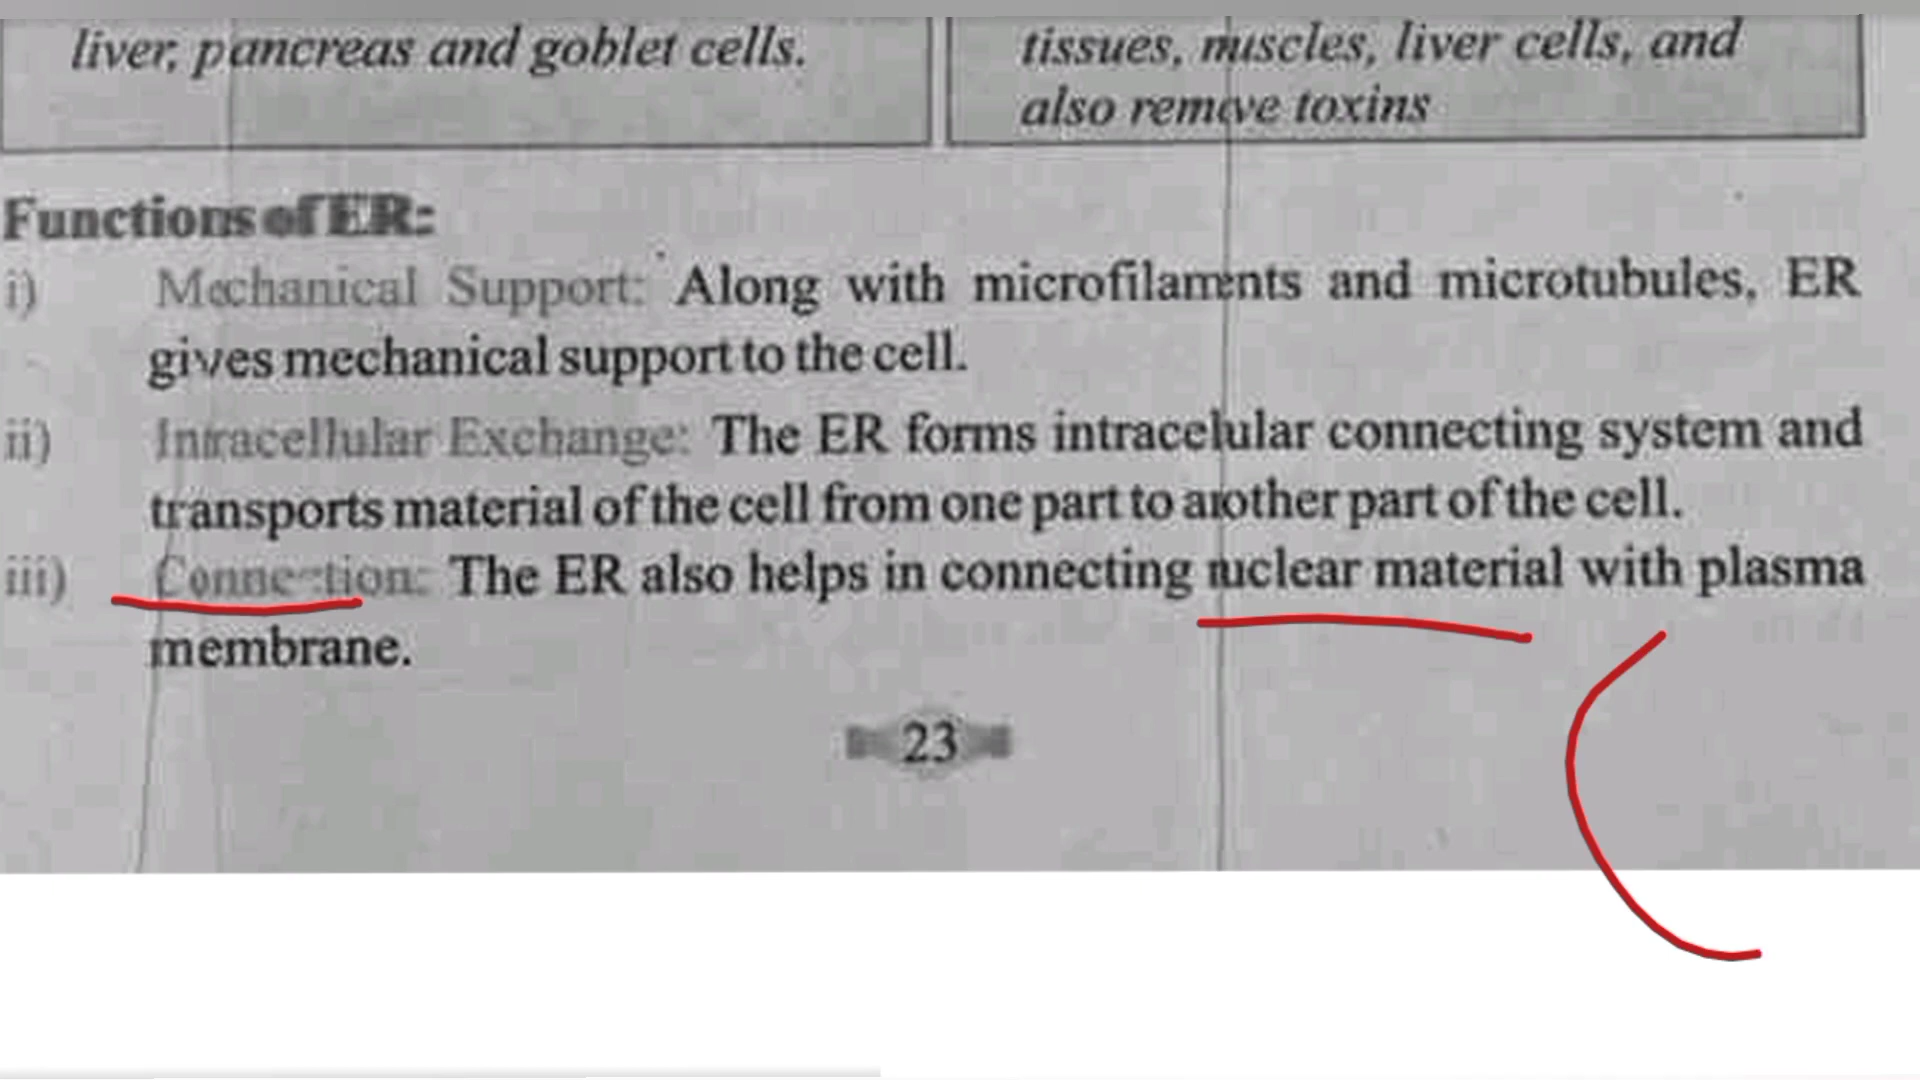 liver, pancreas and goblet cells.
tissues, muscles, liver cells, and
also remove toxins
Functions of ER:
i) Mechanical Support: Along with microfilaments and microtubules, ER
gives mechanical support to the cell.
ii) Intracellular Exchange: The ER forms intracelular connecting system and
transports material of the cell from one part to another part of the cell.
iii) Connection: The ER also helps in connecting nuclear material with plasma
membrane.
23